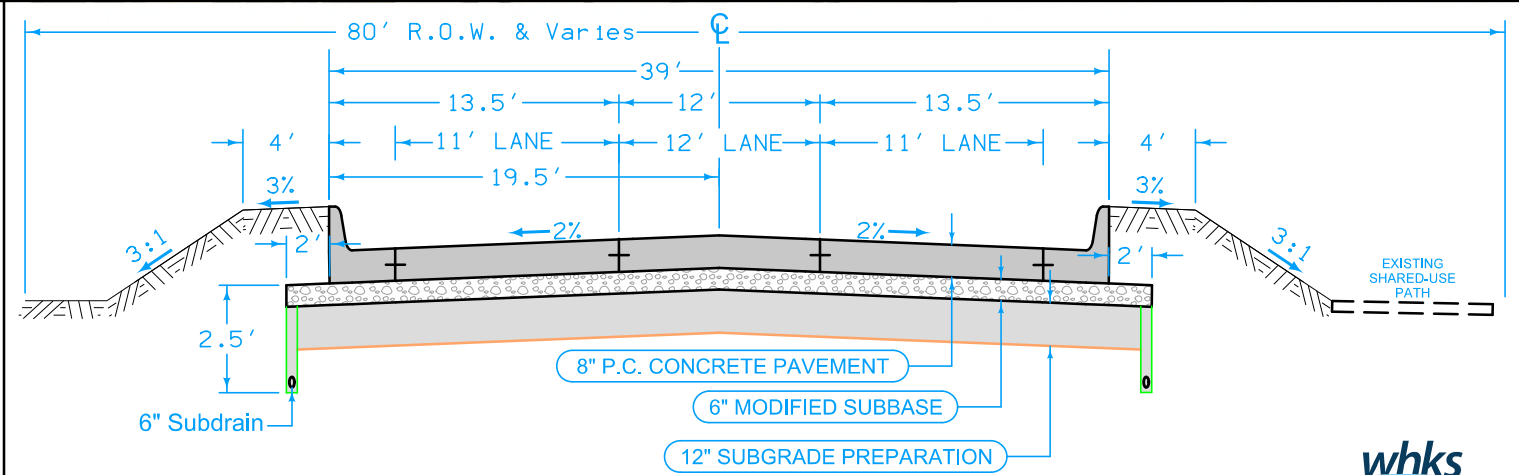 80' R.O.W. & Varies
℄
39'
13.5' 12' 13.5'
4' 11' LANE 12' LANE 11' LANE 4'
19.5'
3% 3%
2% 2%
3:1 2' 2' 3:1
EXISTING
SHARED-USE
PATH
2.5'
8" P.C. CONCRETE PAVEMENT
6" MODIFIED SUBBASE
6" Subdrain
12" SUBGRADE PREPARATION
whks